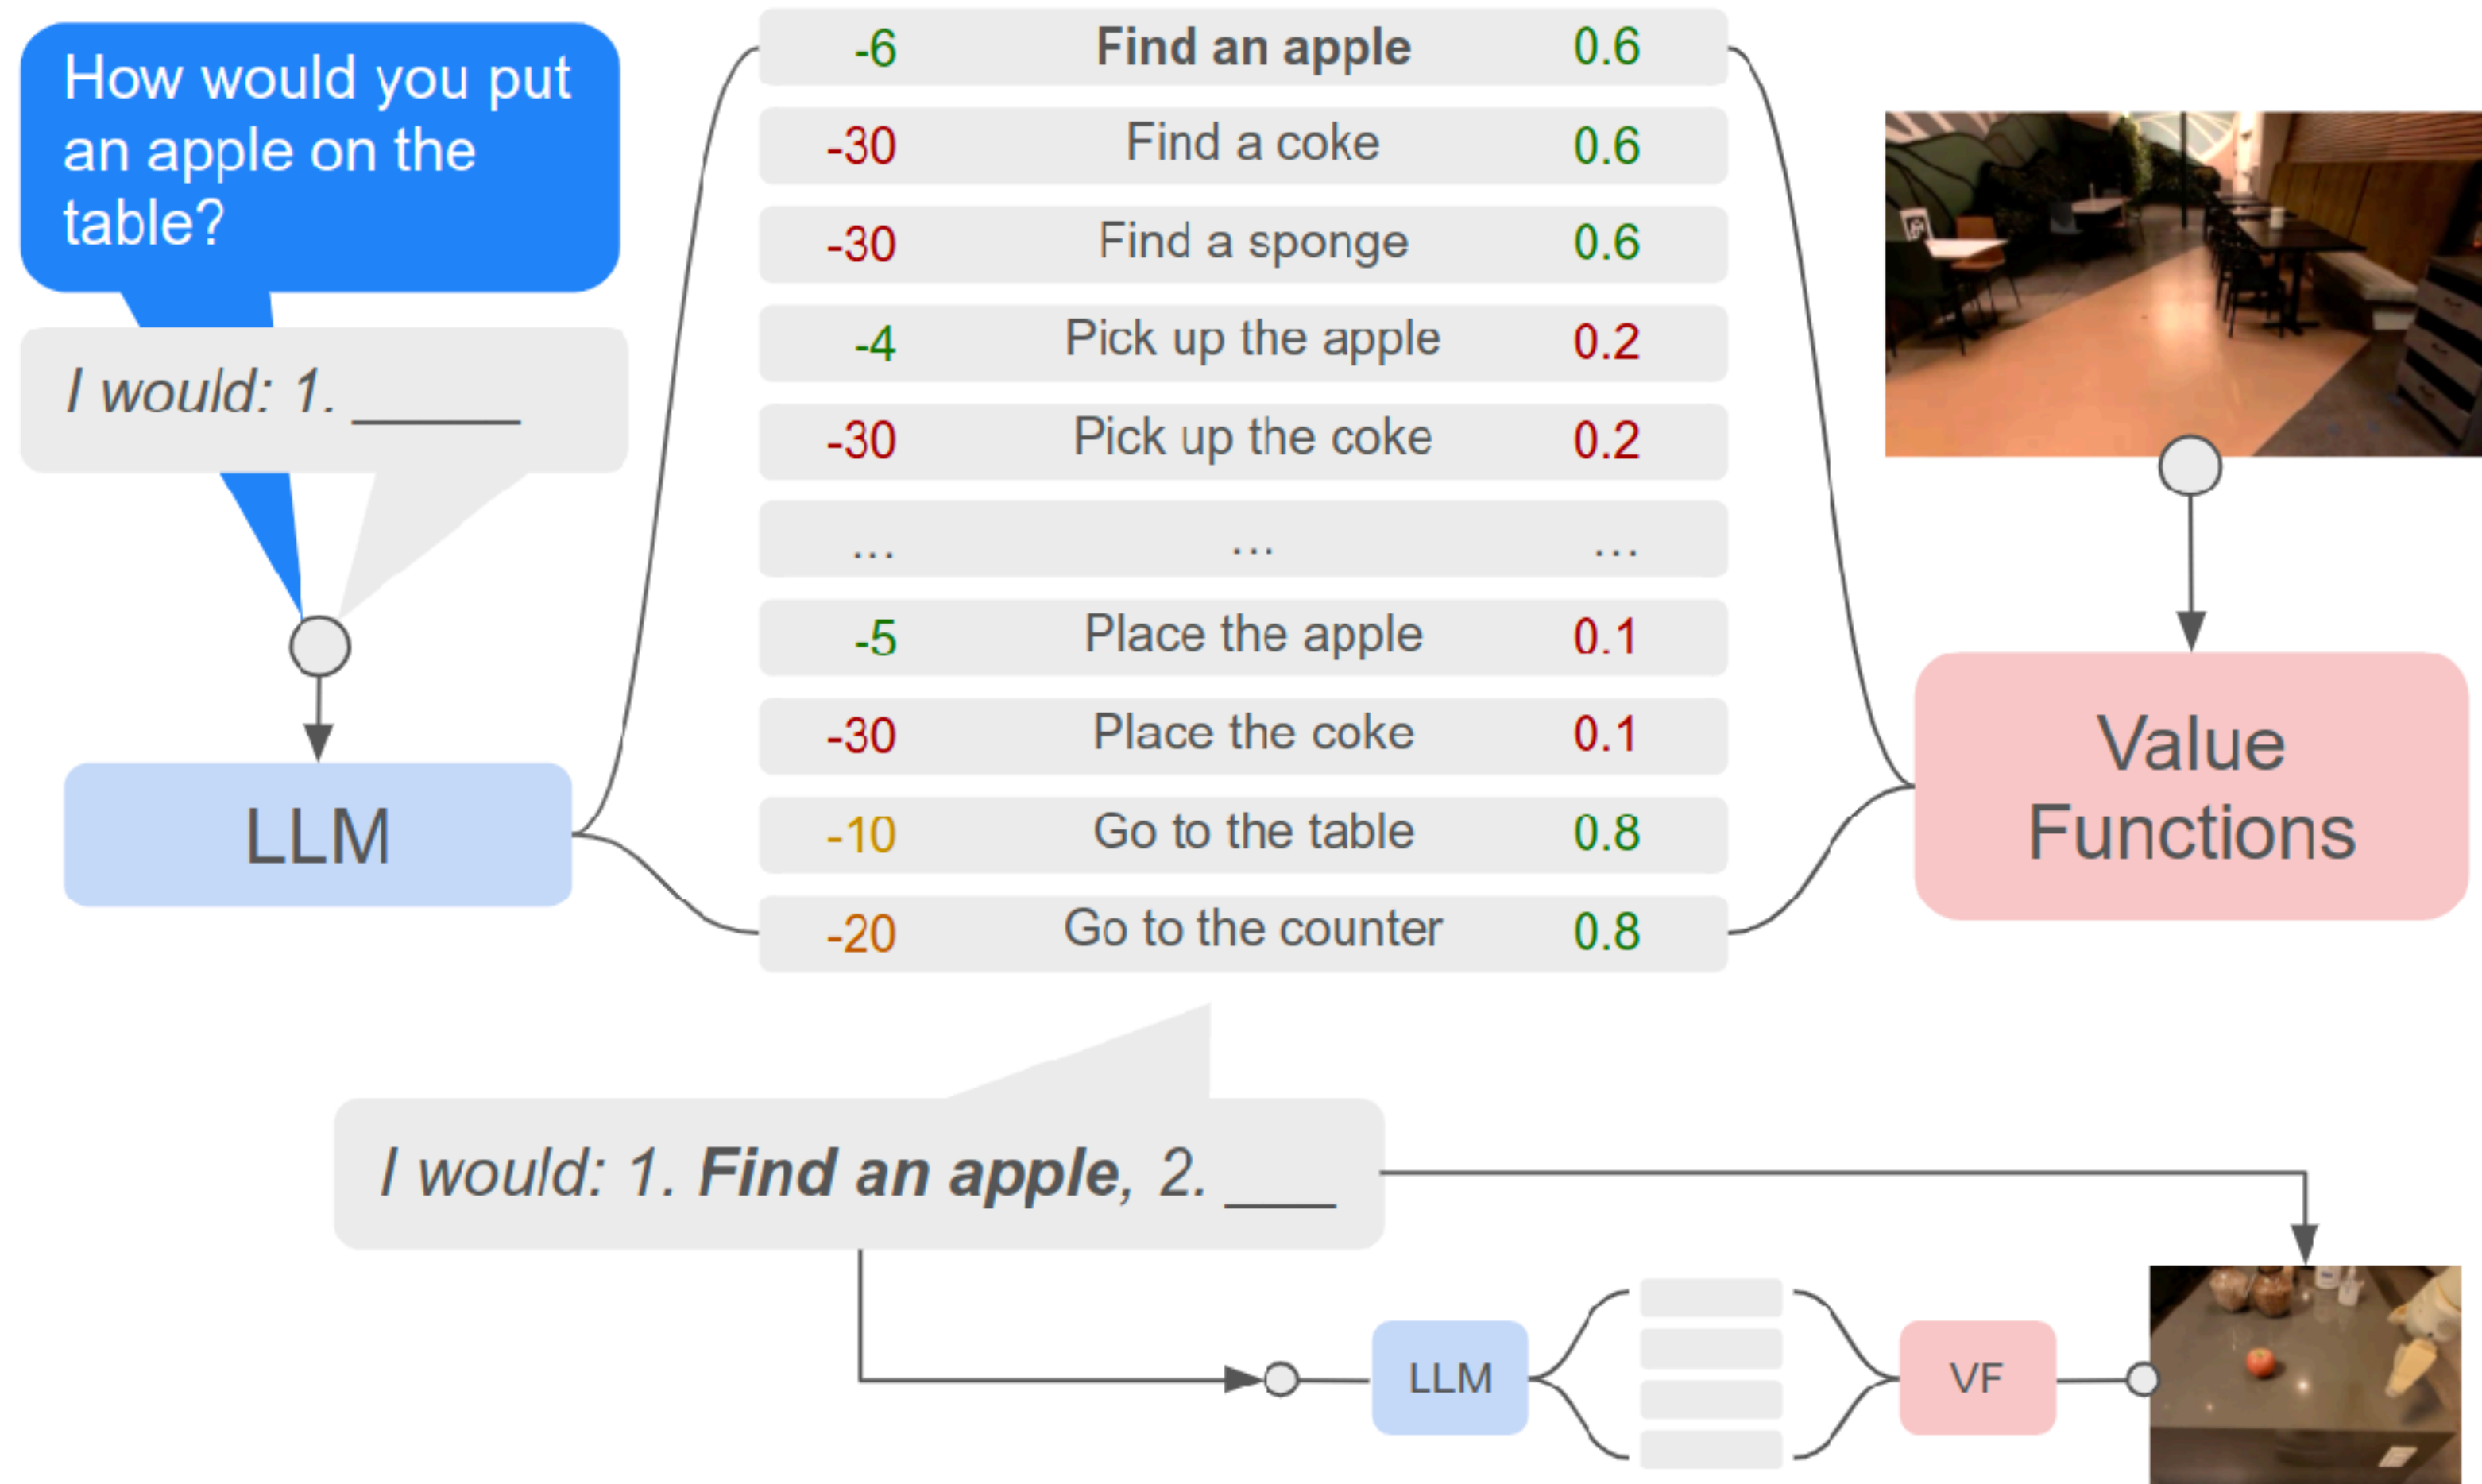 How would you put
an apple on the
table?
I would: 1. _____
LLM
-6 Find an apple 0.6
-30 Find a coke 0.6
-30 Find a sponge 0.6
-4 Pick up the apple 0.2
-30 Pick up the coke 0.2
... ... ...
-5 Place the apple 0.1
-30 Place the coke 0.1
-10 Go to the table 0.8
-20 Go to the counter 0.8
Value
Functions
I would: 1. Find an apple, 2. ____
LLM
VF